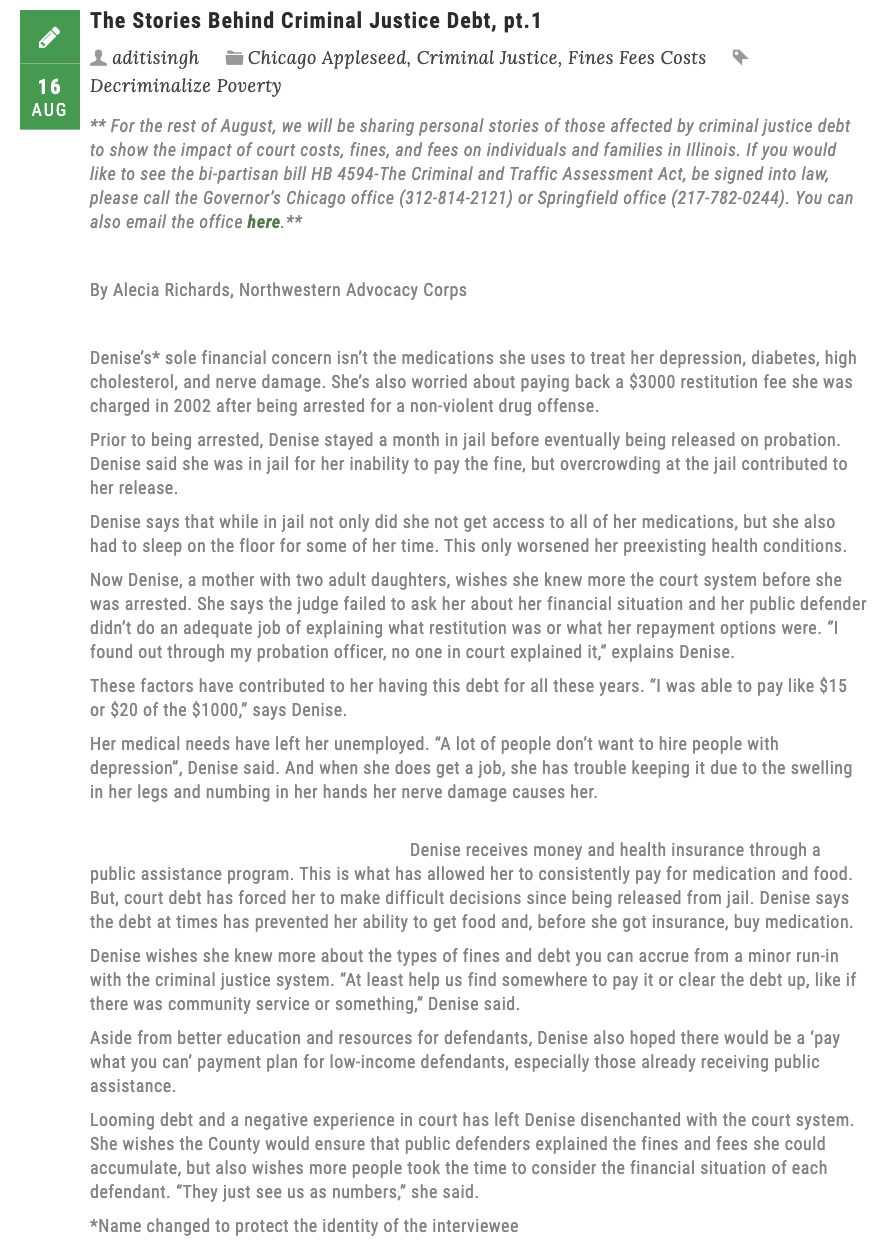 The Stories Behind Criminal Justice Debt, pt.1
16
AUG
aditisingh Chicago Appleseed, Criminal Justice, Fines Fees Costs
Decriminalize Poverty
** For the rest of August, we will be sharing personal stories of those affected by criminal justice debt
to show the impact of court costs, fines, and fees on individuals and families in Illinois. If you would
like to see the bi-partisan bill HB 4594-The Criminal and Traffic Assessment Act, be signed into law,
please call the Governor's Chicago office (312-814-2121) or Springfield office (217-782-0244). You can
also email the office here.**
By Alecia Richards, Northwestern Advocacy Corps
Denise's* sole financial concern isn't the medications she uses to treat her depression, diabetes, high
cholesterol, and nerve damage. She's also worried about paying back a $3000 restitution fee she was
charged in 2002 after being arrested for a non-violent drug offense.
Prior to being arrested, Denise stayed a month in jail before eventually being released on probation.
Denise said she was in jail for her inability to pay the fine, but overcrowding at the jail contributed to
her release.
Denise says that while in jail not only did she not get access to all of her medications, but she also
had to sleep on the floor for some of her time. This only worsened her preexisting health conditions.
Now Denise, a mother with two adult daughters, wishes she knew more the court system before she
was arrested. She says the judge failed to ask her about her financial situation and her public defender
didn't do an adequate job of explaining what restitution was or what her repayment options were. “I
found out through my probation officer, no one in court explained it,” explains Denise.
These factors have contributed to her having this debt for all these years. “I was able to pay like $15
or $20 of the $1000,” says Denise.
Her medical needs have left her unemployed. “A lot of people don't want to hire people with
depression”, Denise said. And when she does get a job, she has trouble keeping it due to the swelling
in her legs and numbing in her hands her nerve damage causes her.
Denise receives money and health insurance through a
public assistance program. This is what has allowed her to consistently pay for medication and food.
But, court debt has forced her to make difficult decisions since being released from jail. Denise says
the debt at times has prevented her ability to get food and, before she got insurance, buy medication.
Denise wishes she knew more about the types of fines and debt you can accrue from a minor run-in
with the criminal justice system. “At least help us find somewhere to pay it or clear the debt up, like if
there was community service or something,” Denise said.
Aside from better education and resources for defendants, Denise also hoped there would be a ‘pay
what you can’ payment plan for low-income defendants, especially those already receiving public
assistance.
Looming debt and a negative experience in court has left Denise disenchanted with the court system.
She wishes the County would ensure that public defenders explained the fines and fees she could
accumulate, but also wishes more people took the time to consider the financial situation of each
defendant. “They just see us as numbers,” she said.
*Name changed to protect the identity of the interviewee